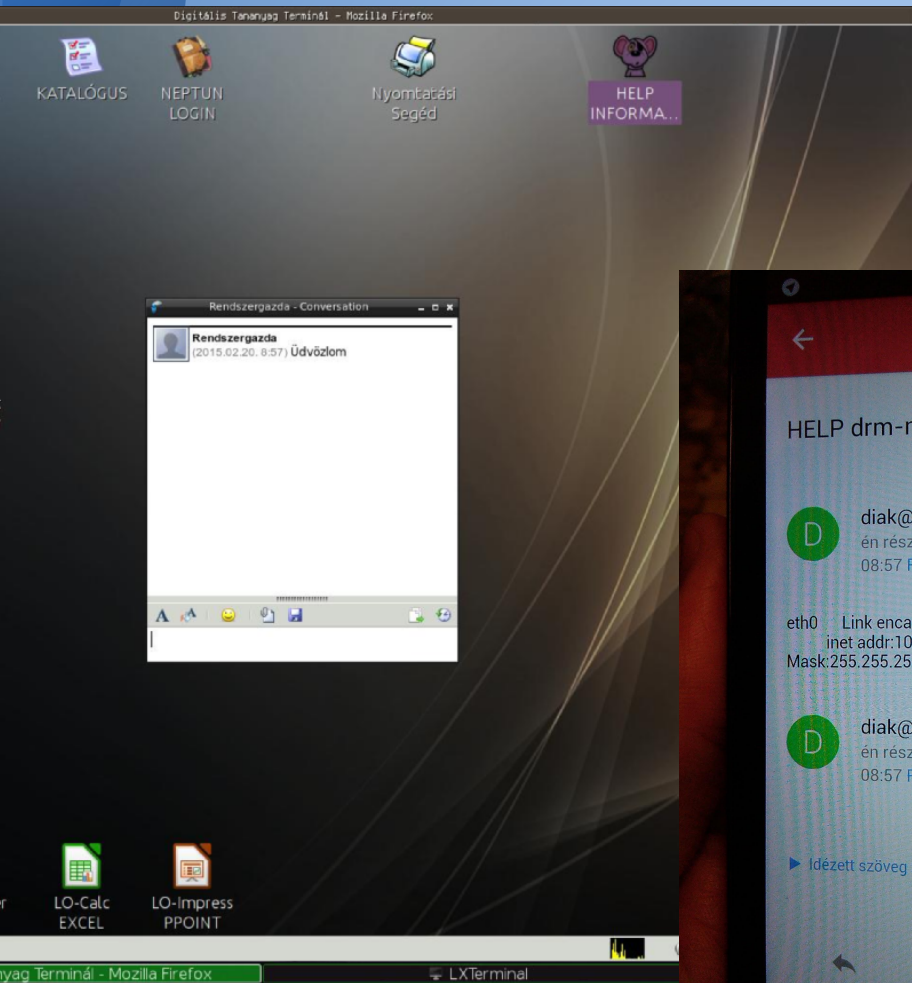 Digitális Tananyag Terminál - Mozilla Firefox
KATALÓGUS
NEPTUN
LOGIN
Nyomtatási
Segéd
HELP
INFORMA...
Rendszergazda - Conversation
Rendszergazda
(2015.02.20. 8:57) Üdvözlom
HELP drm-
D
diak@
én rész
08:57
eth0 Link enca
inet addr:10
Mask:255.255.25
D
diak@
én rész
08:57
Idézett szöveg
LO-Calc
EXCEL
LO-Impress
PPOINT
nyag Terminál - Mozilla Firefox
LXTerminal